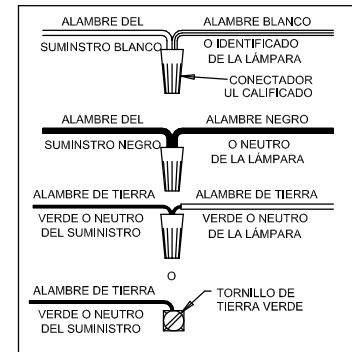 ALAMBRE DEL
SUMINSTRO BLANCO
ALAMBRE BLANCO
O IDENTIFICADO
DE LA LÁMPARA
CONECTADOR
UL CALIFICADO
ALAMBRE DEL
SUMINSTRO NEGRO
ALAMBRE NEGRO
O NEUTRO
DE LA LÁMPARA
ALAMBRE DE TIERRA
VERDE O NEUTRO
DEL SUMINISTRO
ALAMBRE DE TIERRA
VERDE O NEUTRO
DE LA LÁMPARA
O
ALAMBRE DE TIERRA
VERDE O NEUTRO
DEL SUMINISTRO
TORNILLO DE
TIERRA VERDE